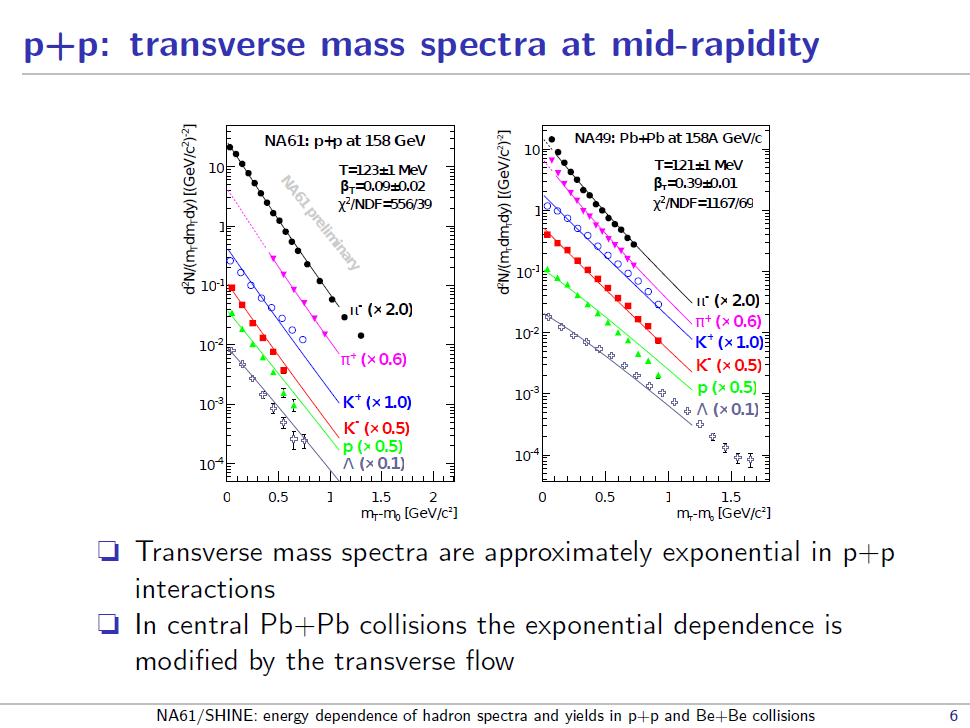 p+p: transverse mass spectra at mid-rapidity
d²N/(m_Tdm_Tdy) [(GeV/c²)⁻²]
NA61: p+p at 158 GeV
T=123±1 MeV
β_T=0.09±0.02
χ²/NDF=556/39
NA61 preliminary
10
1
10⁻¹
10⁻²
10⁻³
10⁻⁴
π⁻ (× 2.0)
π⁺ (× 0.6)
K⁺ (× 1.0)
K⁻ (× 0.5)
p (× 0.5)
Λ (× 0.1)
0 0.5 1 1.5 2
m_T-m₀ [GeV/c²]
d²N/(m_Tdm_Tdy) [(GeV/c²)⁻²]
NA49: Pb+Pb at 158A GeV/c
T=121±1 MeV
β_T=0.39±0.01
χ²/NDF=1167/69
10
1
10⁻¹
10⁻²
10⁻³
10⁻⁴
π⁻ (× 2.0)
π⁺ (× 0.6)
K⁺ (× 1.0)
K⁻ (× 0.5)
p (× 0.5)
Λ (× 0.1)
0 0.5 1 1.5
m_T-m₀ [GeV/c²]
❏ Transverse mass spectra are approximately exponential in p+p
interactions
❏ In central Pb+Pb collisions the exponential dependence is
modified by the transverse flow
NA61/SHINE: energy dependence of hadron spectra and yields in p+p and Be+Be collisions 6